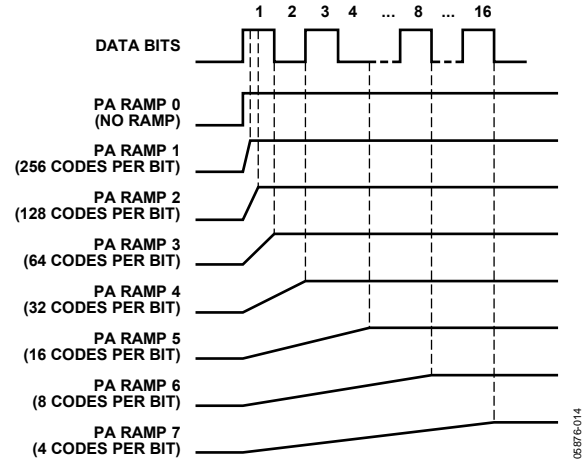 1 2 3 4 ... 8 ... 16
DATA BITS
PA RAMP 0
(NO RAMP)
PA RAMP 1
(256 CODES PER BIT)
PA RAMP 2
(128 CODES PER BIT)
PA RAMP 3
(64 CODES PER BIT)
PA RAMP 4
(32 CODES PER BIT)
PA RAMP 5
(16 CODES PER BIT)
PA RAMP 6
(8 CODES PER BIT)
PA RAMP 7
(4 CODES PER BIT)
05876-014